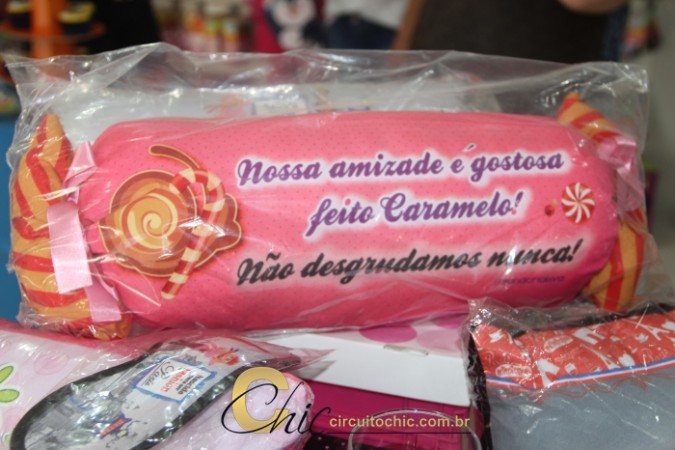 Nossa amizade e' gostosa
feito Caramelo!
Não desgrudamos nunca!
Chic
circuitochic.com.br